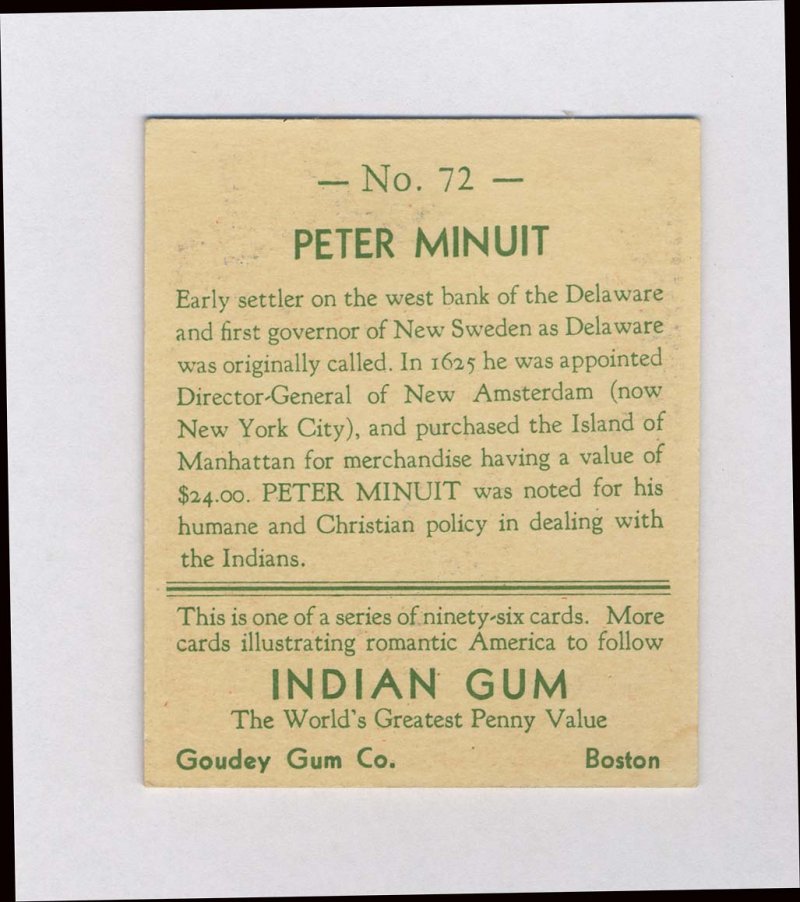 — No. 72 —
PETER MINUIT
Early settler on the west bank of the Delaware
and first governor of New Sweden as Delaware
was originally called. In 1625 he was appointed
Director-General of New Amsterdam (now
New York City), and purchased the Island of
Manhattan for merchandise having a value of
$24.00. PETER MINUIT was noted for his
humane and Christian policy in dealing with
the Indians.
This is one of a series of ninety-six cards. More
cards illustrating romantic America to follow
INDIAN GUM
The World's Greatest Penny Value
Goudey Gum Co. Boston